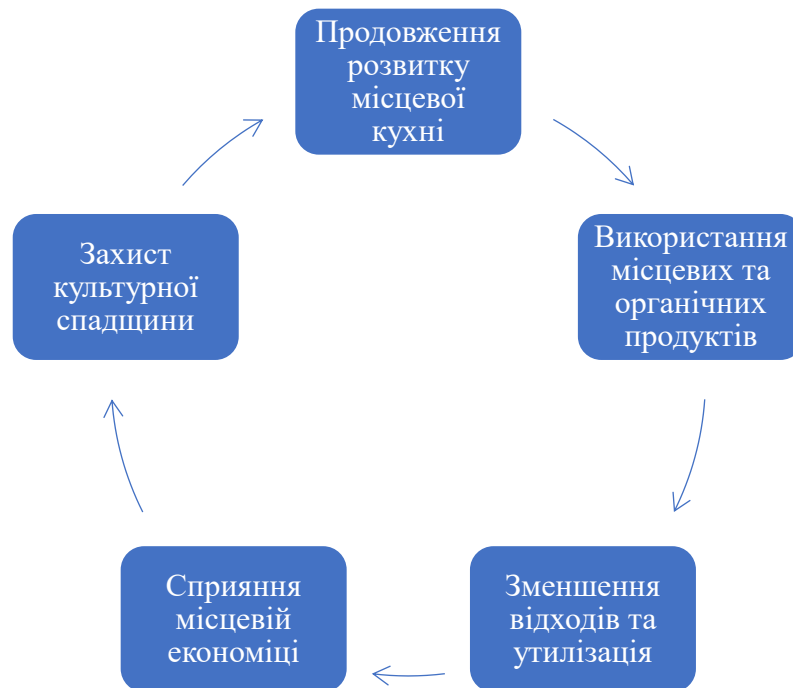 Продовження
розвитку
місцевої
кухні
Використання
місцевих та
органічних
продуктів
Зменшення
відходів та
утилізація
Сприяння
місцевій
економіці
Захист
культурної
спадщини